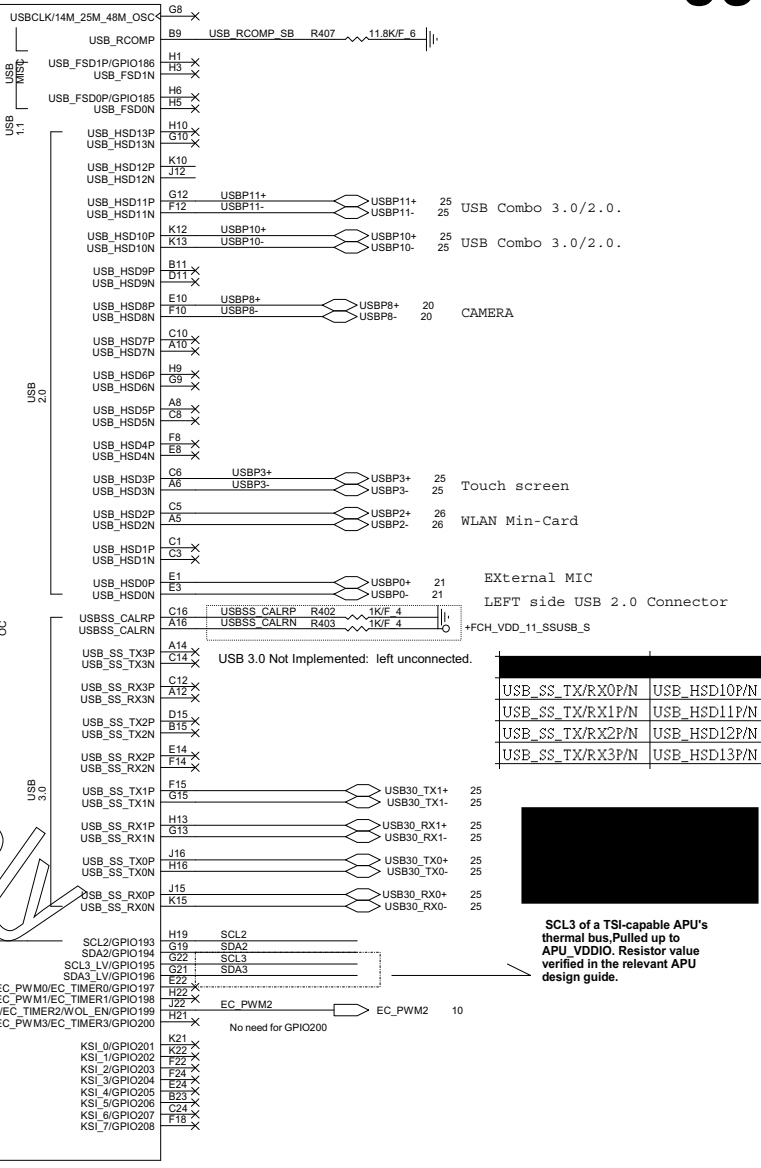 USBCLK/14M_25M_48M_OSC G8
USB_RCOMP B9 USB_RCOMP_SB R407 11.8K/F_6
USB MISC
USB_FSD1P/GPIO186 H1
USB_FSD1N H3
USB_FSD0P/GPIO185 H6
USB_FSD0N H5
USB 1.1
USB_HSD13P H10
USB_HSD13N G10
USB_HSD12P K10
USB_HSD12N J12
USB_HSD11P G12 USBP11+ USBP11+ 25
USB_HSD11N F12 USBP11- USBP11- 25
USB Combo 3.0/2.0.
USB_HSD10P K12 USBP10+ USBP10+ 25
USB_HSD10N K13 USBP10- USBP10- 25
USB Combo 3.0/2.0.
USB_HSD9P B11
USB_HSD9N D11
USB_HSD8P E10 USBP8+ USBP8+ 20
USB_HSD8N F10 USBP8- USBP8- 20
CAMERA
USB_HSD7P C10
USB_HSD7N A10
USB_HSD6P H9
USB_HSD6N G9
USB 2.0
USB_HSD5P A8
USB_HSD5N C8
USB_HSD4P F8
USB_HSD4N E8
USB_HSD3P C6 USBP3+ USBP3+ 25
USB_HSD3N A6 USBP3- USBP3- 25
Touch screen
USB_HSD2P C5 USBP2+ 26
USB_HSD2N A5 USBP2- 26
WLAN Min-Card
USB_HSD1P C1
USB_HSD1N C3
USB_HSD0P E1 USBP0+ 21
USB_HSD0N E3 USBP0- 21
EXternal MIC
LEFT side USB 2.0 Connector
OC
USBSS_CALRP C16 USBSS_CALRP R402 1K/F_4
USBSS_CALRN A16 USBSS_CALRN R403 1K/F_4 +FCH_VDD_11_SSUSB_S
USB 3.0 Not Implemented: left unconnected.
USB_SS_TX3P A14
USB_SS_TX3N C14
USB_SS_RX3P C12
USB_SS_RX3N A12
USB_SS_TX2P D15
USB_SS_TX2N B15
USB_SS_RX2P E14
USB_SS_RX2N F14
USB_SS_TX/RX0P/N USB_HSD10P/N
USB_SS_TX/RX1P/N USB_HSD11P/N
USB_SS_TX/RX2P/N USB_HSD12P/N
USB_SS_TX/RX3P/N USB_HSD13P/N
USB 3.0
USB_SS_TX1P F15 USB30_TX1+ 25
USB_SS_TX1N G15 USB30_TX1- 25
USB_SS_RX1P H13 USB30_RX1+ 25
USB_SS_RX1N G13 USB30_RX1- 25
USB_SS_TX0P J16 USB30_TX0+ 25
USB_SS_TX0N H16 USB30_TX0- 25
USB_SS_RX0P J15 USB30_RX0+ 25
USB_SS_RX0N K15 USB30_RX0- 25
SCL2/GPIO193 H19 SCL2
SDA2/GPIO194 G19 SDA2
SCL3_LV/GPIO195 G22 SCL3
SDA3_LV/GPIO196 G21 SDA3
EC_PWM0/EC_TIMER0/GPIO197 E22
EC_PWM1/EC_TIMER1/GPIO198 H22
/EC_TIMER2/WOL_EN/GPIO199 J22 EC_PWM2 EC_PWM2 10
EC_PWM3/EC_TIMER3/GPIO200 H21
No need for GPIO200
SCL3 of a TSI-capable APU's
thermal bus,Pulled up to
APU_VDDIO. Resistor value
verified in the relevant APU
design guide.
KSI_0/GPIO201 K21
KSI_1/GPIO202 K22
KSI_2/GPIO203 F22
KSI_3/GPIO204 F24
KSI_4/GPIO205 E24
KSI_5/GPIO206 B23
KSI_6/GPIO207 C24
KSI_7/GPIO208 F18